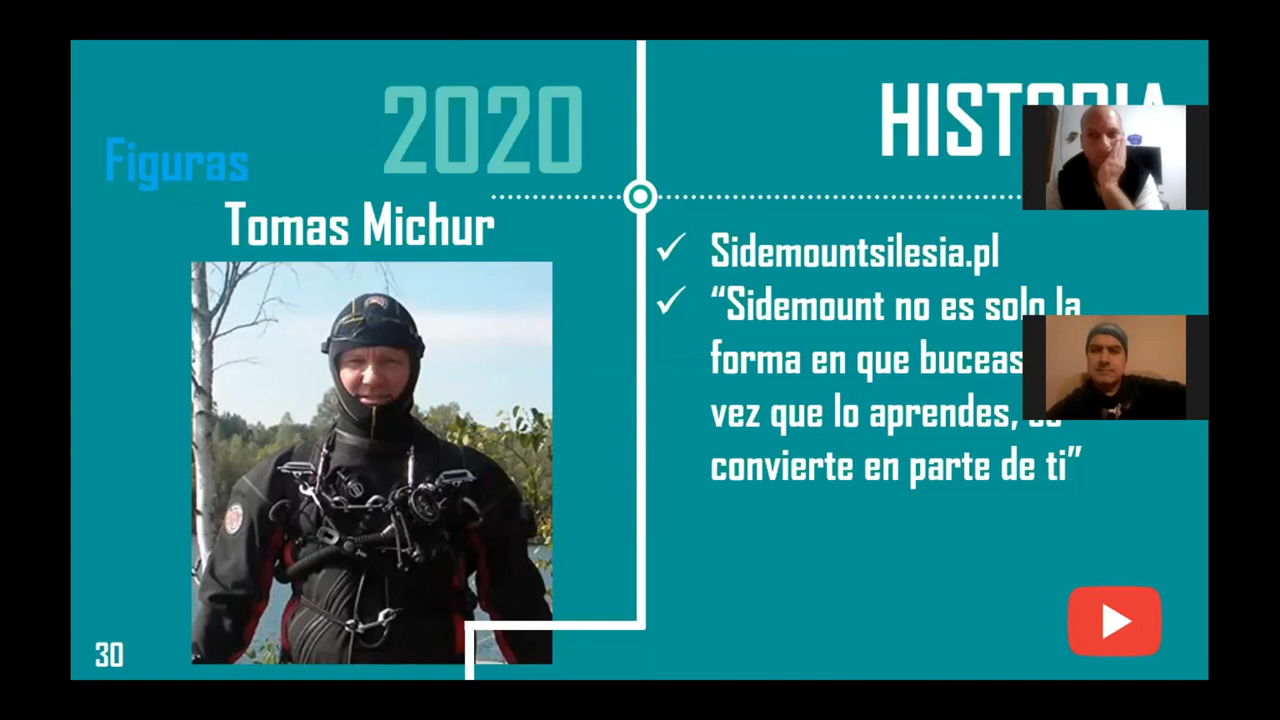 2020
Figuras
Tomas Michur
Sidemountsilesia.pl
“Sidemount no es solo la
forma en que buceas
vez que lo aprendes,
convierte en parte de ti”
30